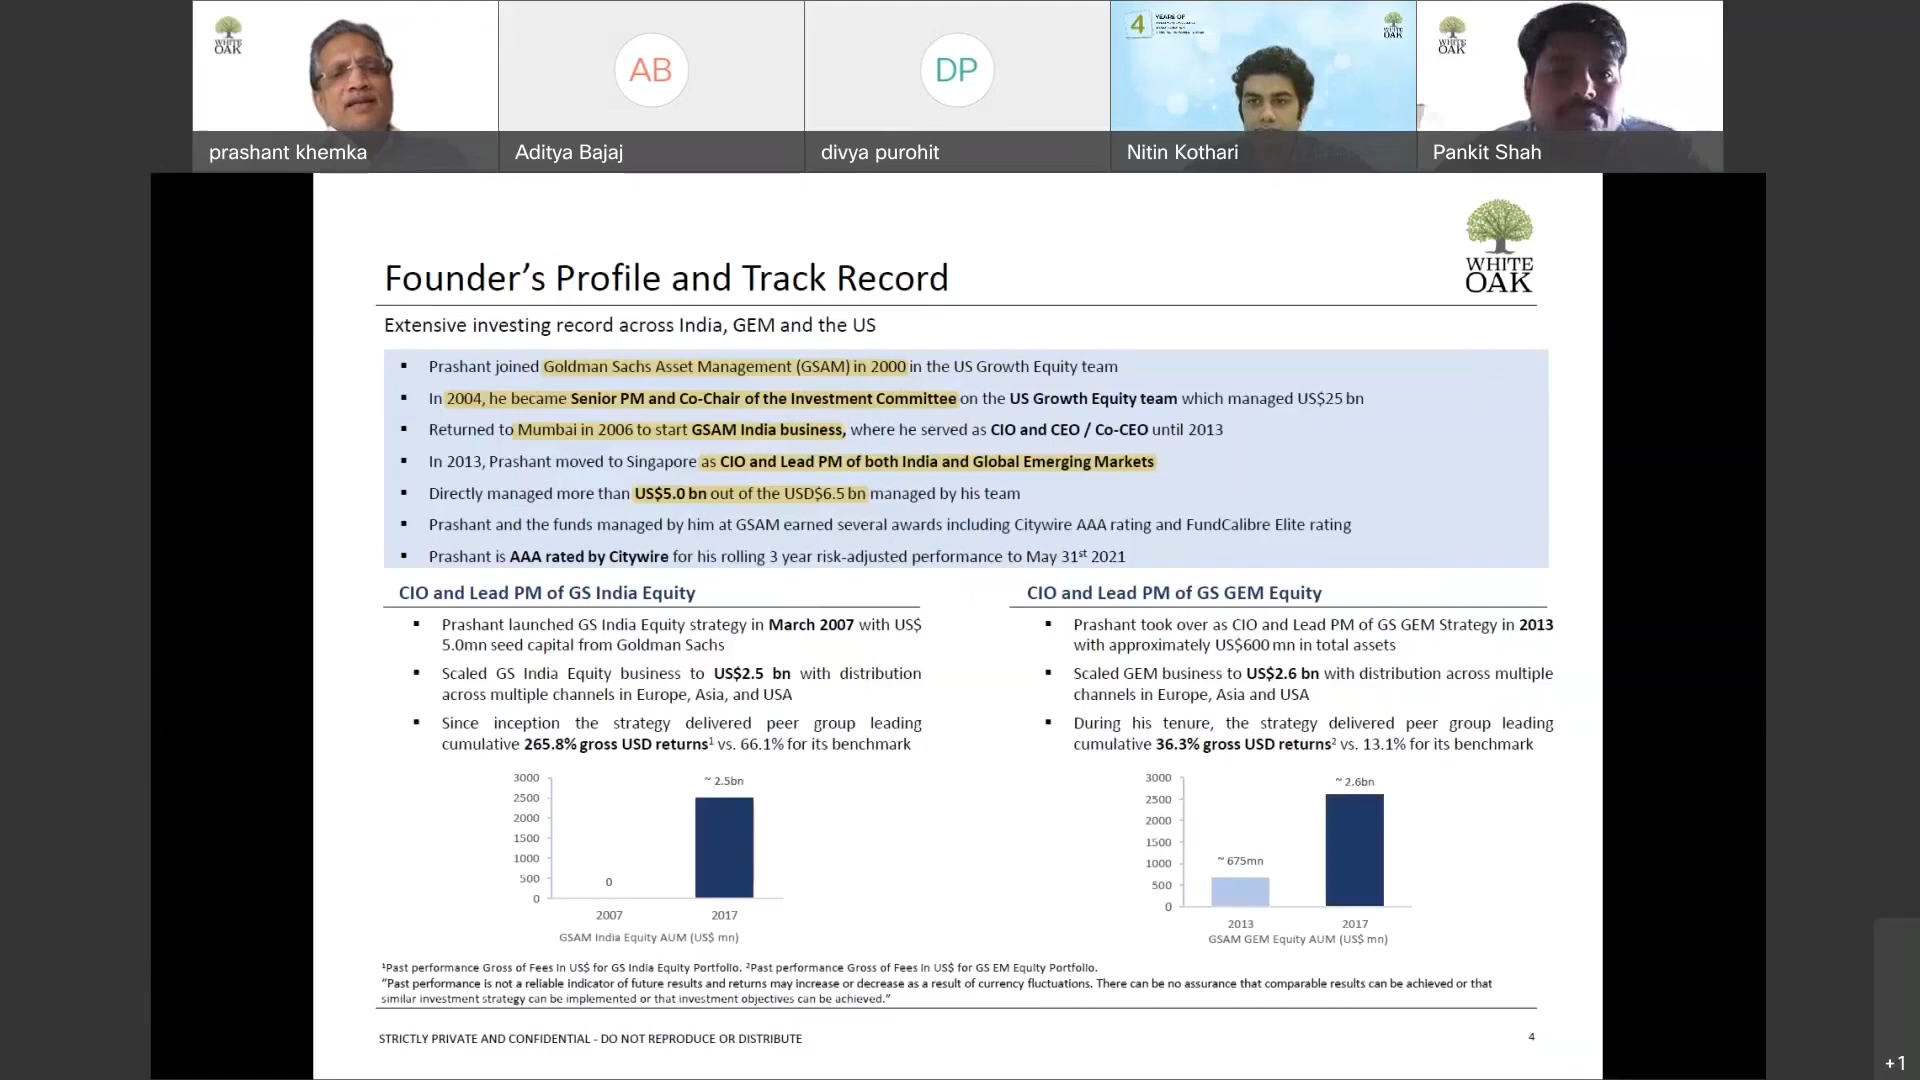 WHITE
OAK
AB
DP
4
YEARS OF
WHITE
OAK
WHITE
OAK
prashant khemka
Aditya Bajaj
divya purohit
Nitin Kothari
Pankit Shah
WHITE
OAK
Founder’s Profile and Track Record
Extensive investing record across India, GEM and the US
▪ Prashant joined Goldman Sachs Asset Management (GSAM) in 2000 in the US Growth Equity team
▪ In 2004, he became Senior PM and Co-Chair of the Investment Committee on the US Growth Equity team which managed US$25 bn
▪ Returned to Mumbai in 2006 to start GSAM India business, where he served as CIO and CEO / Co-CEO until 2013
▪ In 2013, Prashant moved to Singapore as CIO and Lead PM of both India and Global Emerging Markets
▪ Directly managed more than US$5.0 bn out of the USD$6.5 bn managed by his team
▪ Prashant and the funds managed by him at GSAM earned several awards including Citywire AAA rating and FundCalibre Elite rating
▪ Prashant is AAA rated by Citywire for his rolling 3 year risk-adjusted performance to May 31st 2021
CIO and Lead PM of GS India Equity
▪ Prashant launched GS India Equity strategy in March 2007 with US$
5.0mn seed capital from Goldman Sachs
▪ Scaled GS India Equity business to US$2.5 bn with distribution
across multiple channels in Europe, Asia, and USA
▪ Since inception the strategy delivered peer group leading
cumulative 265.8% gross USD returns¹ vs. 66.1% for its benchmark
3000
2500
2000
1500
1000
500
0
~ 2.5bn
0
2007
2017
GSAM India Equity AUM (US$ mn)
CIO and Lead PM of GS GEM Equity
▪ Prashant took over as CIO and Lead PM of GS GEM Strategy in 2013
with approximately US$600 mn in total assets
▪ Scaled GEM business to US$2.6 bn with distribution across multiple
channels in Europe, Asia and USA
▪ During his tenure, the strategy delivered peer group leading
cumulative 36.3% gross USD returns² vs. 13.1% for its benchmark
3000
2500
2000
1500
1000
500
0
~ 2.6bn
~ 675mn
2013
2017
GSAM GEM Equity AUM (US$ mn)
¹Past performance Gross of Fees in US$ for GS India Equity Portfolio. ²Past performance Gross of Fees in US$ for GS EM Equity Portfolio.
“Past performance is not a reliable indicator of future results and returns may increase or decrease as a result of currency fluctuations. There can be no assurance that comparable results can be achieved or that
similar investment strategy can be implemented or that investment objectives can be achieved.”
STRICTLY PRIVATE AND CONFIDENTIAL - DO NOT REPRODUCE OR DISTRIBUTE
4
+1